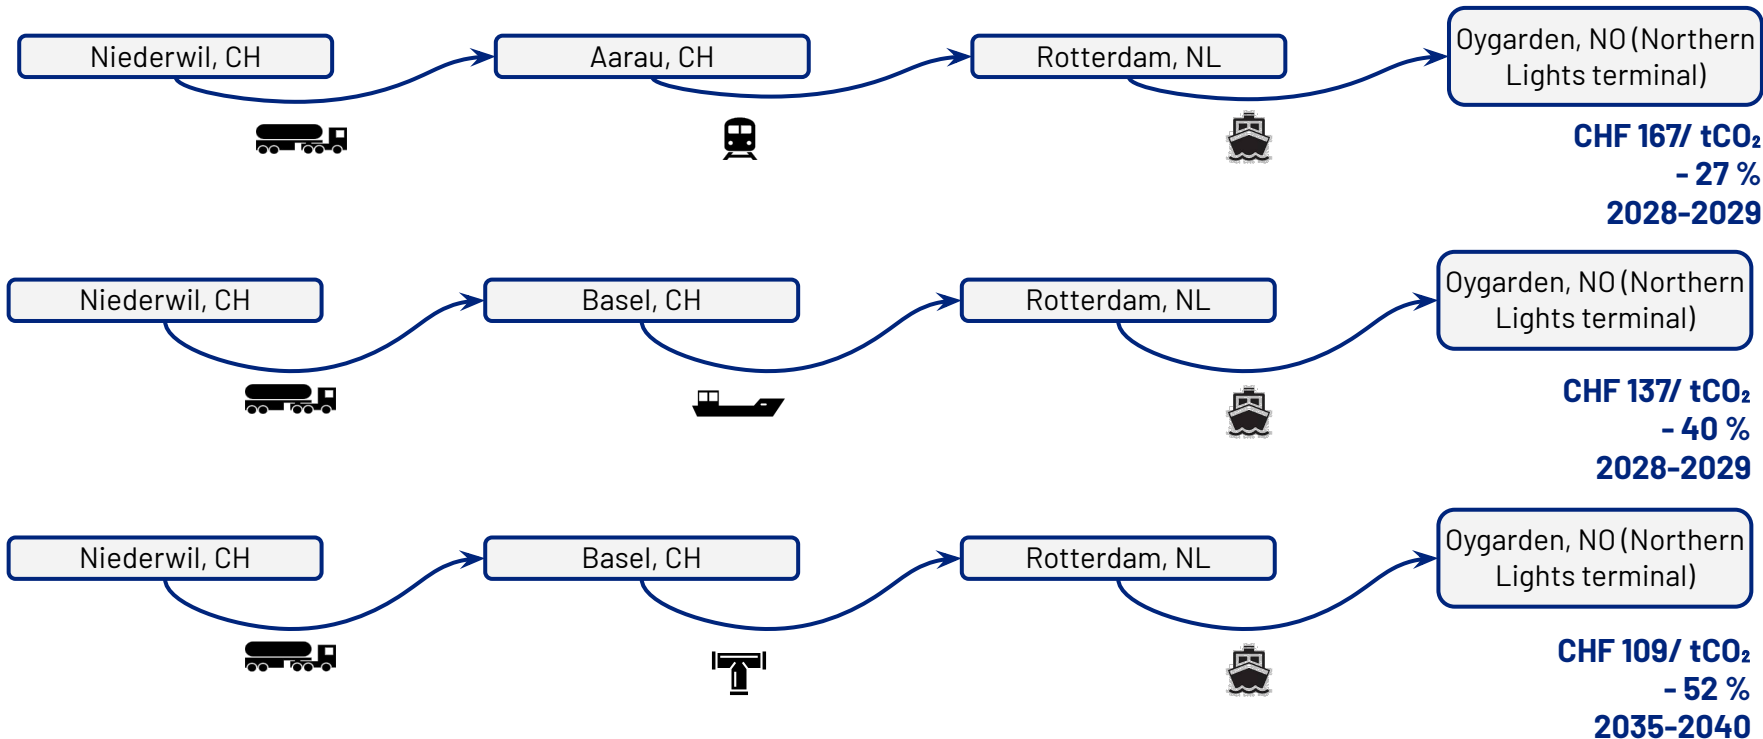 Niederwil, CH
Aarau, CH
Rotterdam, NL
Oygarden, NO (Northern
Lights terminal)
CHF 167/ tCO₂
- 27 %
2028-2029
Niederwil, CH
Basel, CH
Rotterdam, NL
Oygarden, NO (Northern
Lights terminal)
CHF 137/ tCO₂
- 40 %
2028-2029
Niederwil, CH
Basel, CH
Rotterdam, NL
Oygarden, NO (Northern
Lights terminal)
CHF 109/ tCO₂
- 52 %
2035-2040